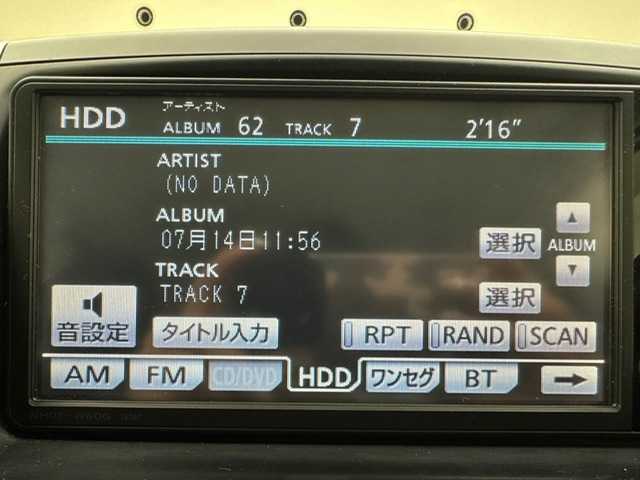 HDD アーティスト
ALBUM 62 TRACK 7 2'16"
ARTIST
(NO DATA)
ALBUM
07月14日11:56 選択 ALBUM
TRACK
TRACK 7 選択
音設定 タイトル入力 RPT RAND SCAN
AM FM CD/DVD HDD ワンセグ BT